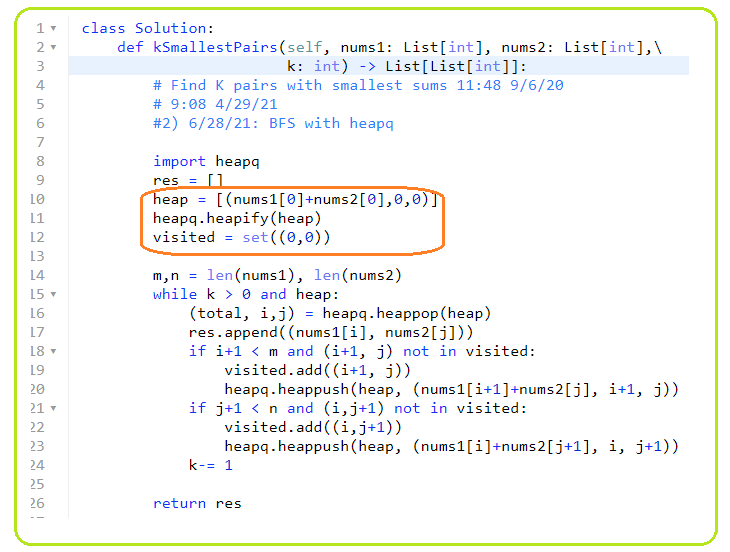 1 class Solution:
2 def kSmallestPairs(self, nums1: List[int], nums2: List[int],\
3 k: int) -> List[List[int]]:
4 # Find K pairs with smallest sums 11:48 9/6/20
5 # 9:08 4/29/21
6 #2) 6/28/21: BFS with heapq
7
8 import heapq
9 res = []
10 heap = [(nums1[0]+nums2[0],0,0)]
11 heapq.heapify(heap)
12 visited = set((0,0))
13
14 m,n = len(nums1), len(nums2)
15 while k > 0 and heap:
16 (total, i,j) = heapq.heappop(heap)
17 res.append((nums1[i], nums2[j]))
18 if i+1 < m and (i+1, j) not in visited:
19 visited.add((i+1, j))
20 heapq.heappush(heap, (nums1[i+1]+nums2[j], i+1, j))
21 if j+1 < n and (i,j+1) not in visited:
22 visited.add((i,j+1))
23 heapq.heappush(heap, (nums1[i]+nums2[j+1], i, j+1))
24 k-= 1
25
26 return res